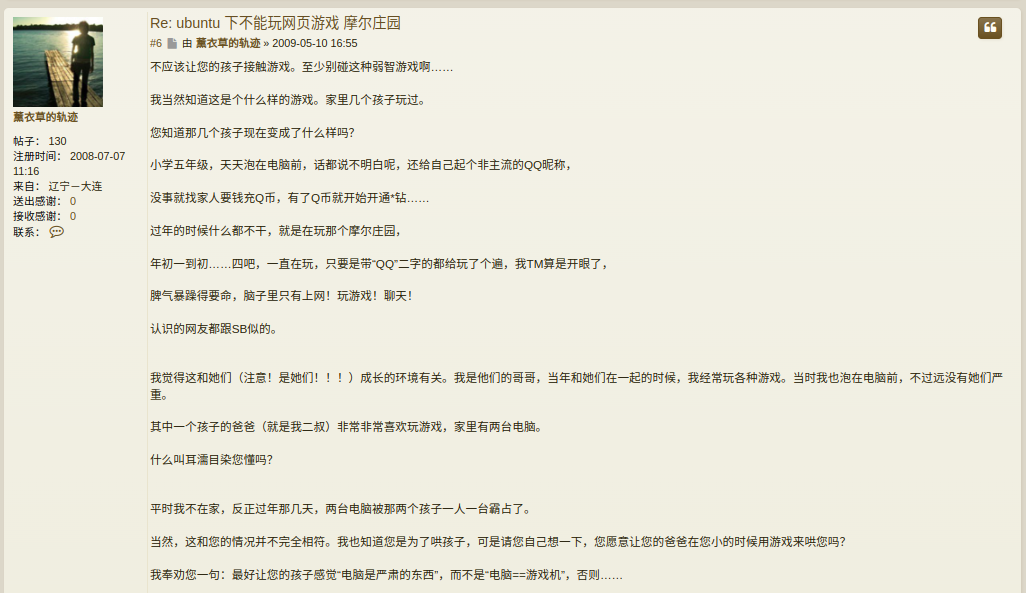 薰衣草的轨迹
帖子： 130
注册时间： 2008-07-07
11:16
来自： 辽宁－大连
送出感谢： 0
接收感谢： 0
联系：
Re: ubuntu 下不能玩网页游戏 摩尔庄园
#6 由 薰衣草的轨迹 » 2009-05-10 16:55
不应该让您的孩子接触游戏。至少别碰这种弱智游戏啊……
我当然知道这是个什么样的游戏。家里几个孩子玩过。
您知道那几个孩子现在变成了什么样吗？
小学五年级，天天泡在电脑前，话都说不明白呢，还给自己起个非主流的QQ昵称，
没事就找家人要钱充Q币，有了Q币就开始开通*钻……
过年的时候什么都不干，就是在玩那个摩尔庄园，
年初一到初……四吧，一直在玩，只要是带“QQ”二字的都给玩了个遍，我TM算是开眼了，
脾气暴躁得要命，脑子里只有上网！玩游戏！聊天！
认识的网友都跟SB似的。
我觉得这和她们（注意！是她们！！！）成长的环境有关。我是他们的哥哥，当年和她们在一起的时候，我经常玩各种游戏。当时我也泡在电脑前，不过远没有她们严
重。
其中一个孩子的爸爸（就是我二叔）非常非常喜欢玩游戏，家里有两台电脑。
什么叫耳濡目染您懂吗？
平时我不在家，反正过年那几天，两台电脑被那两个孩子一人一台霸占了。
当然，这和您的情况并不完全相符。我也知道您是为了哄孩子，可是请您自己想一下，您愿意让您的爸爸在您小的时候用游戏来哄您吗？
我奉劝您一句：最好让您的孩子感觉“电脑是严肃的东西”，而不是“电脑==游戏机”，否则……